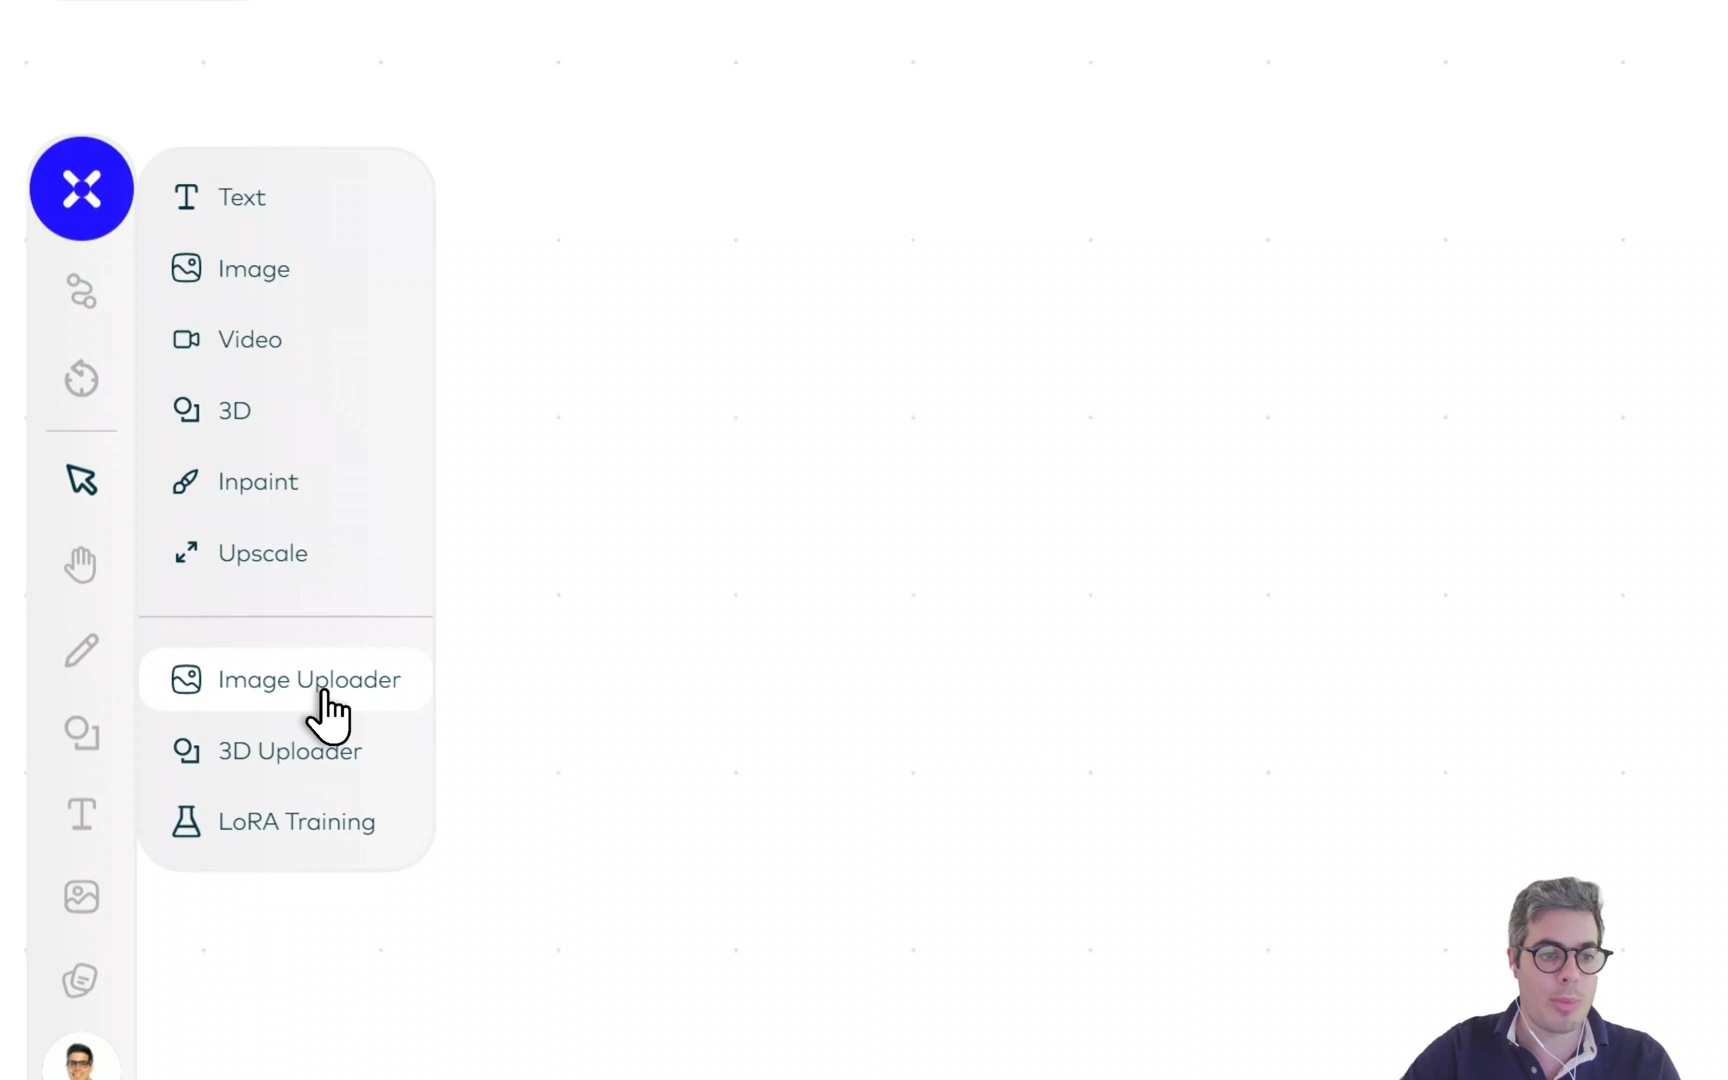 Text
Image
Video
3D
Inpaint
Upscale
Image Uploader
3D Uploader
LoRA Training